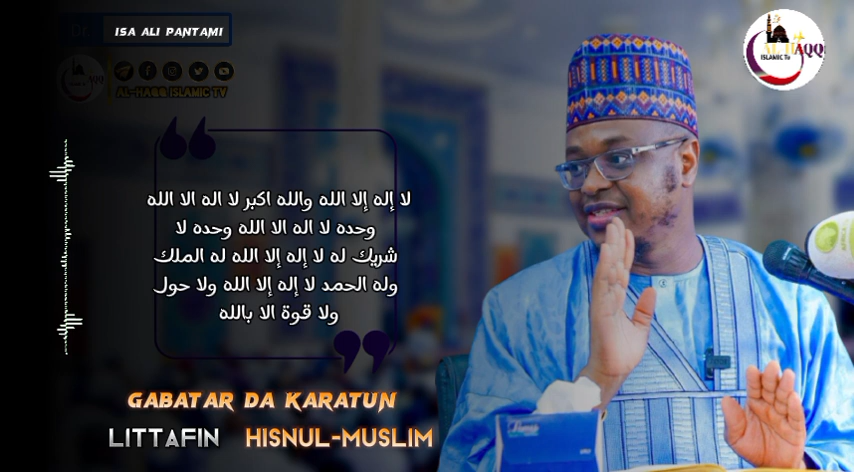 Dr ISA ALI PANTAMI
AL-HAQQ ISLAMIC TV
لا إله إلا الله والله اكبر لا اله الا الله
وحده لا اله الا الله وحده لا
شريك له لا إله إلا الله له الملك
وله الحمد لا إله إلا الله ولا حول
ولا قوة الا بالله
GABATAR DA KARATUN
LITTAFIN HISNUL-MUSLIM
AL HAQQ
ISLAMIC Tv